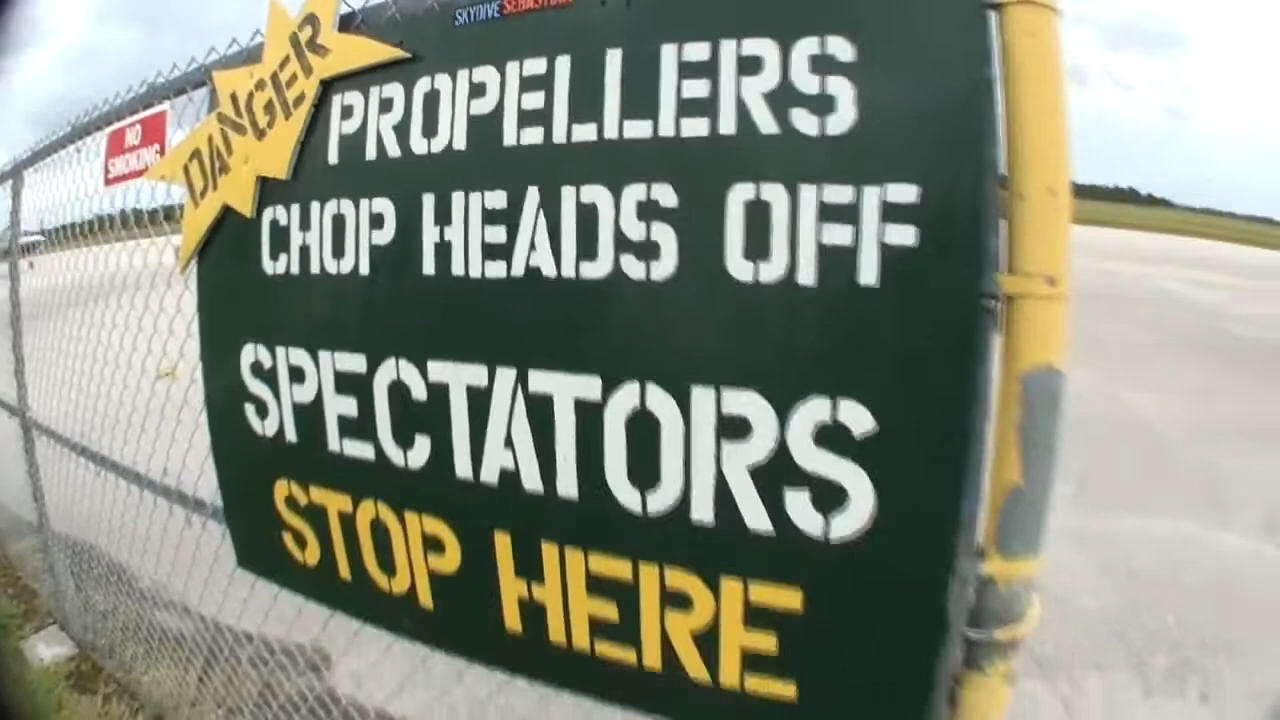 SKYDIVE SEBASTIAN
DANGER
NO
SMOKING
PROPELLERS
CHOP HEADS OFF
SPECTATORS
STOP HERE